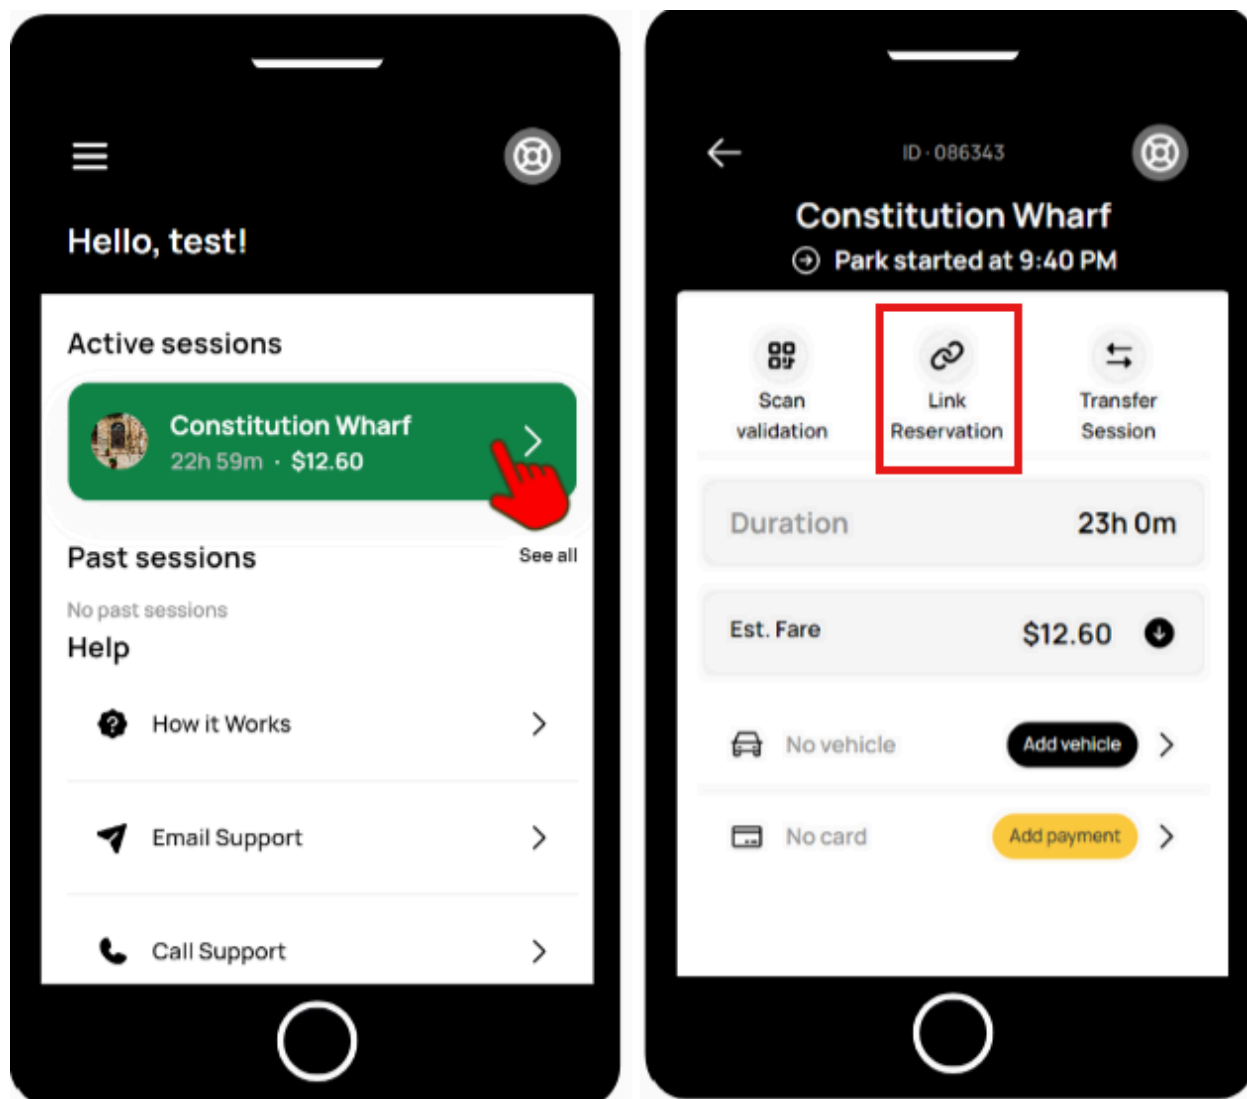 Hello, test!
Active sessions
Constitution Wharf
22h 59m · $12.60
Past sessions
See all
No past sessions
Help
How it Works
Email Support
Call Support
ID · 086343
Constitution Wharf
Park started at 9:40 PM
Scan
validation
Link
Reservation
Transfer
Session
Duration
23h 0m
Est. Fare
$12.60
No vehicle
Add vehicle
No card
Add payment